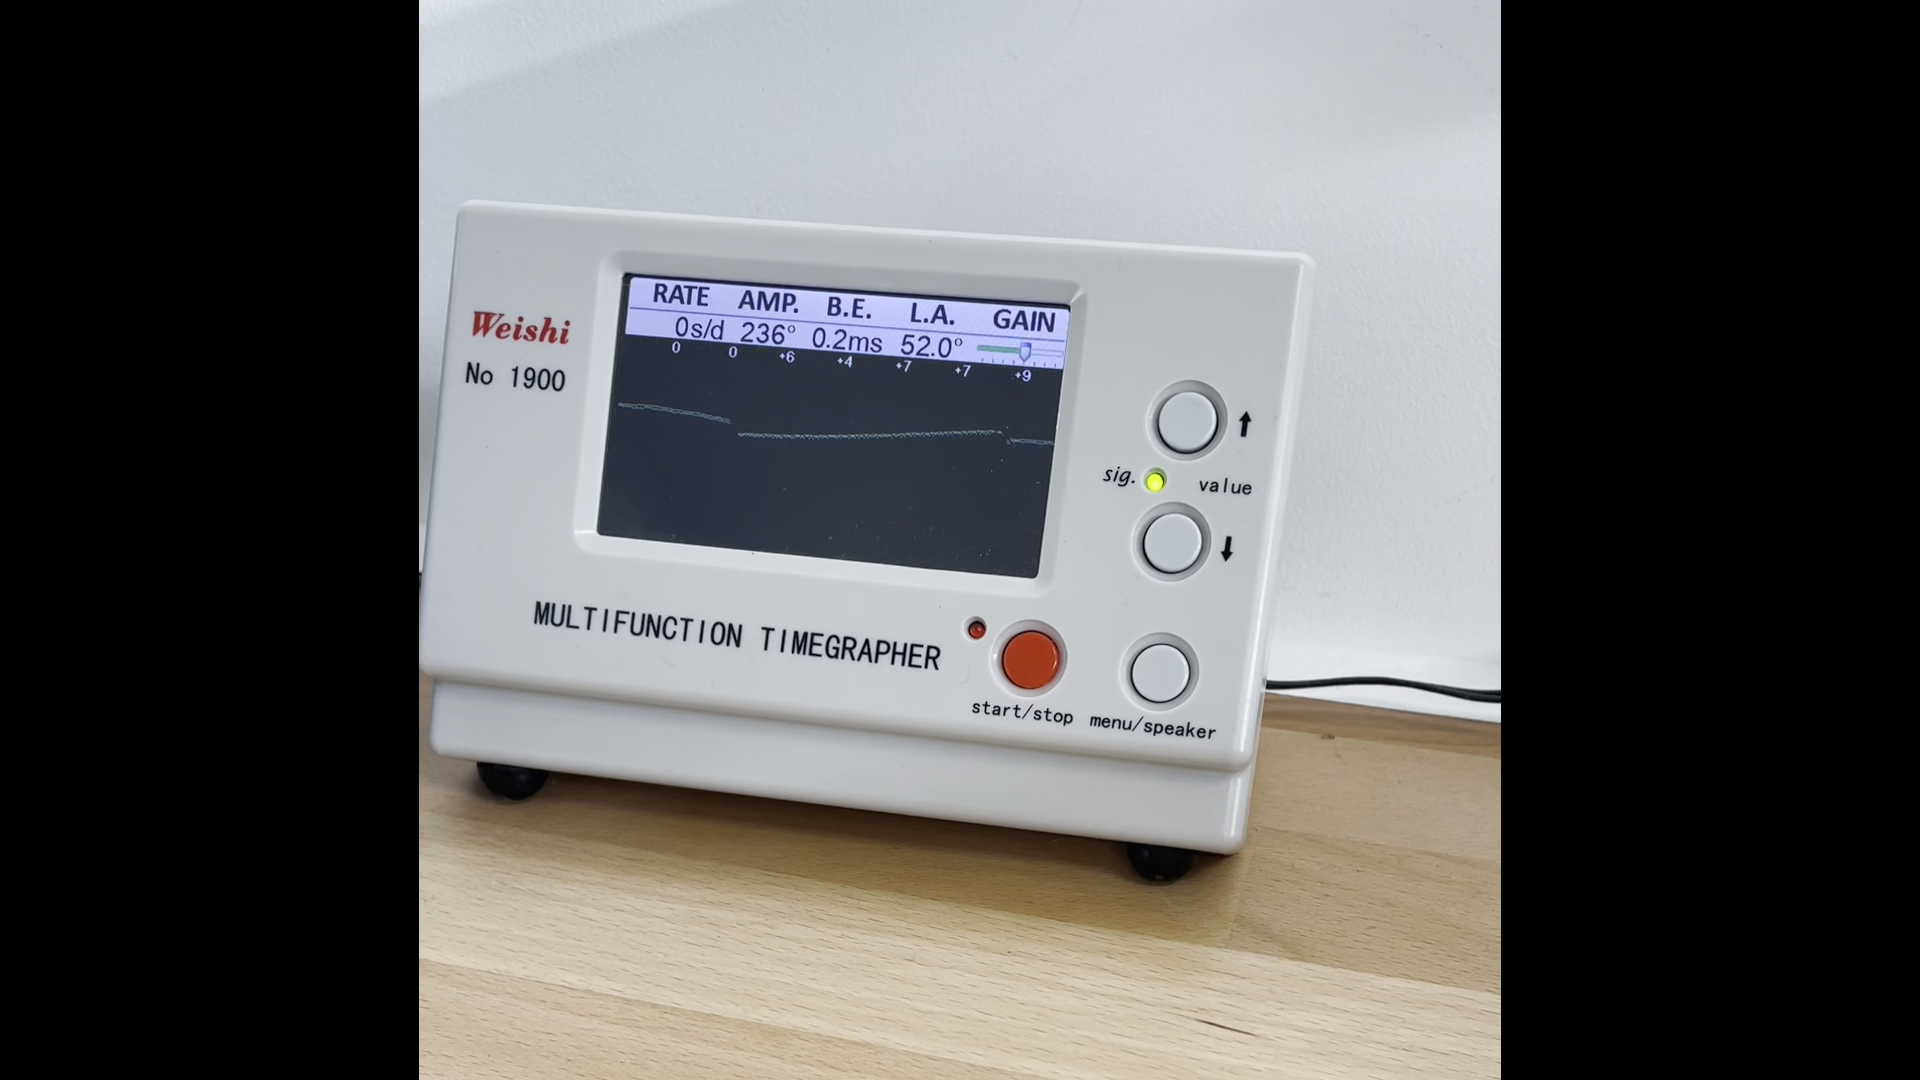 RATE AMP. B.E. L.A. GAIN
0s/d 236° 0.2ms 52.0°
0 0 +6 +4 +7 +7 +9
Weishi
No 1900
sig. value
MULTIFUNCTION TIMEGRAPHER
start/stop menu/speaker